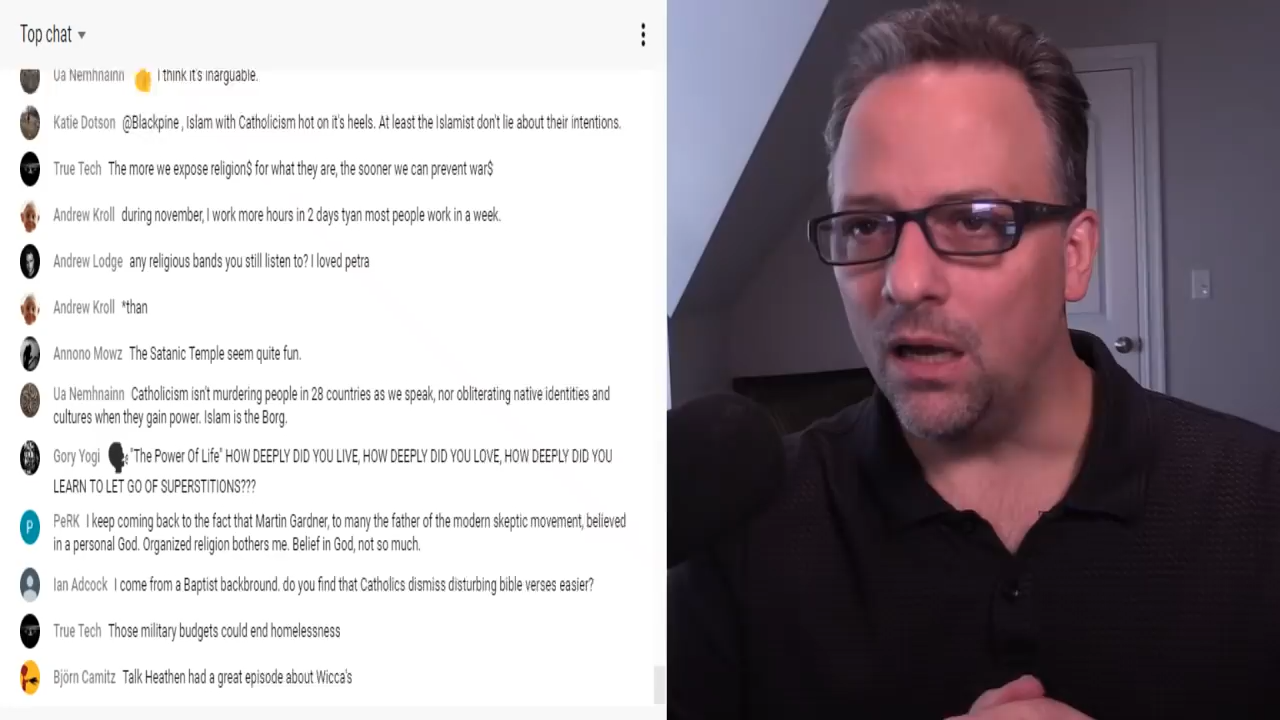 Top chat
Ua Nemhnainn I think it's inarguable.
Katie Dotson @Blackpine , Islam with Catholicism hot on it's heels. At least the Islamist don't lie about their intentions.
True Tech The more we expose religion$ for what they are, the sooner we can prevent war$
Andrew Kroll during november, I work more hours in 2 days tyan most people work in a week.
Andrew Lodge any religious bands you still listen to? I loved petra
Andrew Kroll *than
Annono Mowz The Satanic Temple seem quite fun.
Ua Nemhnainn Catholicism isn't murdering people in 28 countries as we speak, nor obliterating native identities and
cultures when they gain power. Islam is the Borg.
Gory Yogi "The Power Of Life" HOW DEEPLY DID YOU LIVE, HOW DEEPLY DID YOU LOVE, HOW DEEPLY DID YOU
LEARN TO LET GO OF SUPERSTITIONS???
P PeRK I keep coming back to the fact that Martin Gardner, to many the father of the modern skeptic movement, believed
in a personal God. Organized religion bothers me. Belief in God, not so much.
Ian Adcock I come from a Baptist backbround. do you find that Catholics dismiss disturbing bible verses easier?
True Tech Those military budgets could end homelessness
Björn Camitz Talk Heathen had a great episode about Wicca's